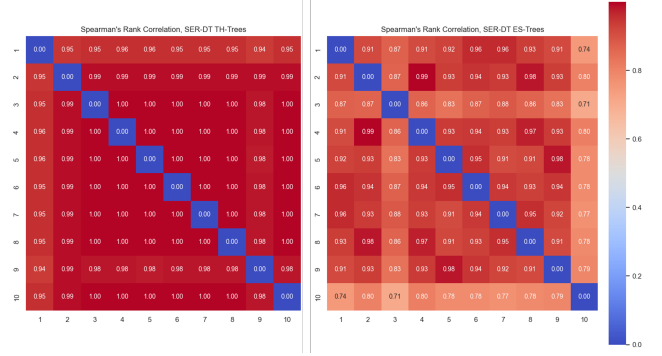 Spearman's Rank Correlation, SER-DT TH-Trees
1 0.00 0.95 0.95 0.96 0.96 0.95 0.95 0.95 0.94 0.95
2 0.95 0.00 0.99 0.99 0.99 0.99 0.99 0.99 0.99 0.99
3 0.95 0.99 0.00 1.00 1.00 1.00 1.00 1.00 0.98 1.00
4 0.96 0.99 1.00 0.00 1.00 1.00 1.00 1.00 0.98 1.00
5 0.96 0.99 1.00 1.00 0.00 1.00 1.00 1.00 0.98 1.00
6 0.95 0.99 1.00 1.00 1.00 0.00 1.00 1.00 0.98 1.00
7 0.95 0.99 1.00 1.00 1.00 1.00 0.00 1.00 0.98 1.00
8 0.95 0.99 1.00 1.00 1.00 1.00 1.00 0.00 0.98 1.00
9 0.94 0.99 0.98 0.98 0.98 0.98 0.98 0.98 0.00 0.98
10 0.95 0.99 1.00 1.00 1.00 1.00 1.00 1.00 0.98 0.00
1 2 3 4 5 6 7 8 9 10
Spearman's Rank Correlation, SER-DT ES-Trees
1 0.00 0.91 0.87 0.91 0.92 0.96 0.96 0.93 0.91 0.74
2 0.91 0.00 0.87 0.99 0.93 0.94 0.93 0.98 0.93 0.80
3 0.87 0.87 0.00 0.86 0.83 0.87 0.88 0.86 0.83 0.71
4 0.91 0.99 0.86 0.00 0.93 0.94 0.93 0.97 0.93 0.80
5 0.92 0.93 0.83 0.93 0.00 0.95 0.91 0.91 0.98 0.78
6 0.96 0.94 0.87 0.94 0.95 0.00 0.94 0.93 0.94 0.78
7 0.96 0.93 0.88 0.93 0.91 0.94 0.00 0.95 0.92 0.77
8 0.93 0.98 0.86 0.97 0.91 0.93 0.95 0.00 0.91 0.78
9 0.91 0.93 0.83 0.93 0.98 0.94 0.92 0.91 0.00 0.79
10 0.74 0.80 0.71 0.80 0.78 0.78 0.77 0.78 0.79 0.00
1 2 3 4 5 6 7 8 9 10
0.8
0.6
0.4
0.2
0.0